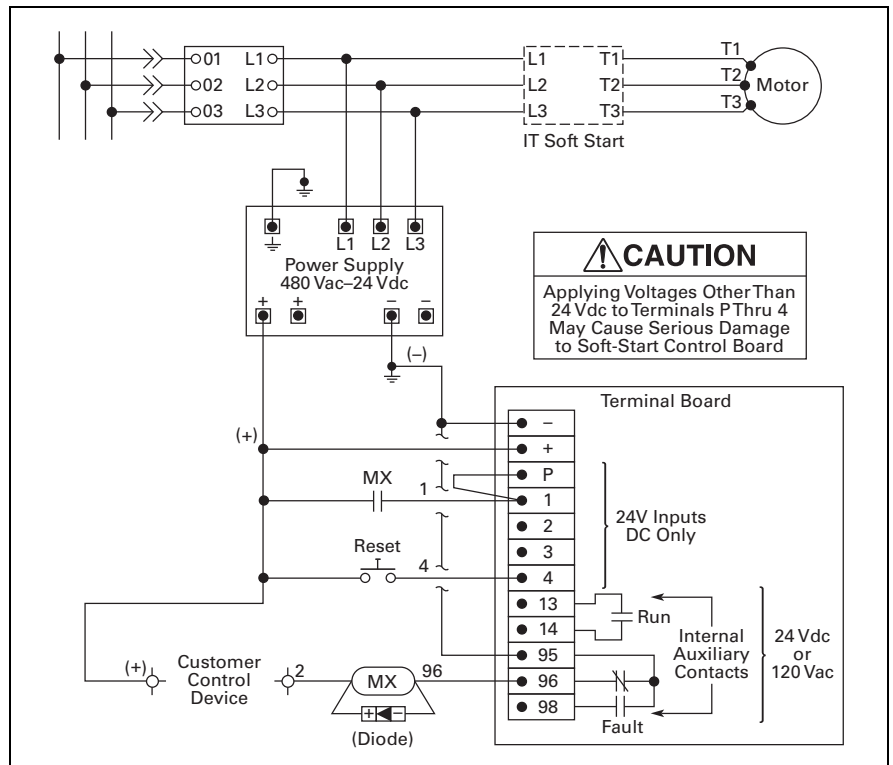 01 L1
02 L2
03 L3
L1 T1
L2 T2
L3 T3
IT Soft Start
T1
T2
T3
Motor
L1 L2 L3
Power Supply
480 Vac–24 Vdc
+ + − −
(−)
CAUTION
Applying Voltages Other Than
24 Vdc to Terminals P Thru 4
May Cause Serious Damage
to Soft-Start Control Board
Terminal Board
−
(+)
+
P
MX
1
1
2
3
24V Inputs
DC Only
Reset
4
4
13
14
Run
95
96
98
Internal
Auxiliary
Contacts
24 Vdc
or
120 Vac
Fault
(+)
Customer
Control
Device
2
MX
96
+ −
(Diode)